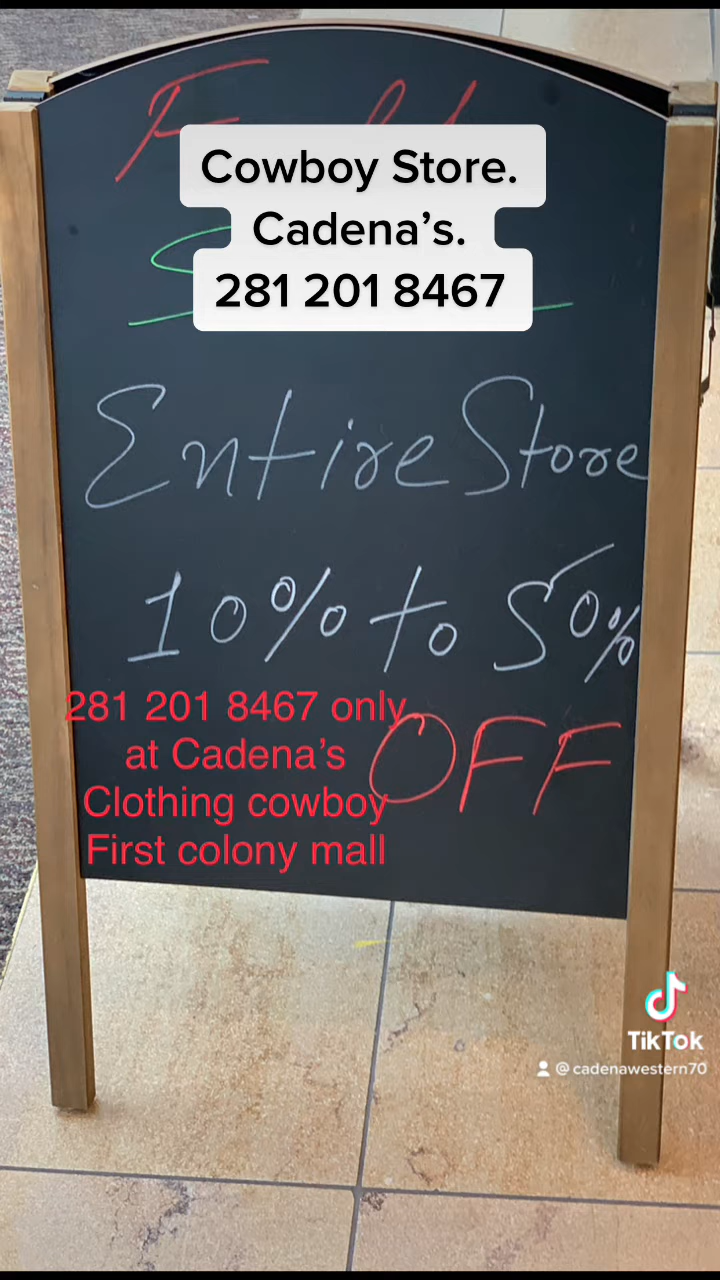 Cowboy Store.
Cadena’s.
281 201 8467
Entire Store
10% to 50%
OFF
281 201 8467 only
at Cadena’s
Clothing cowboy
First colony mall
TikTok
@cadenawestern70